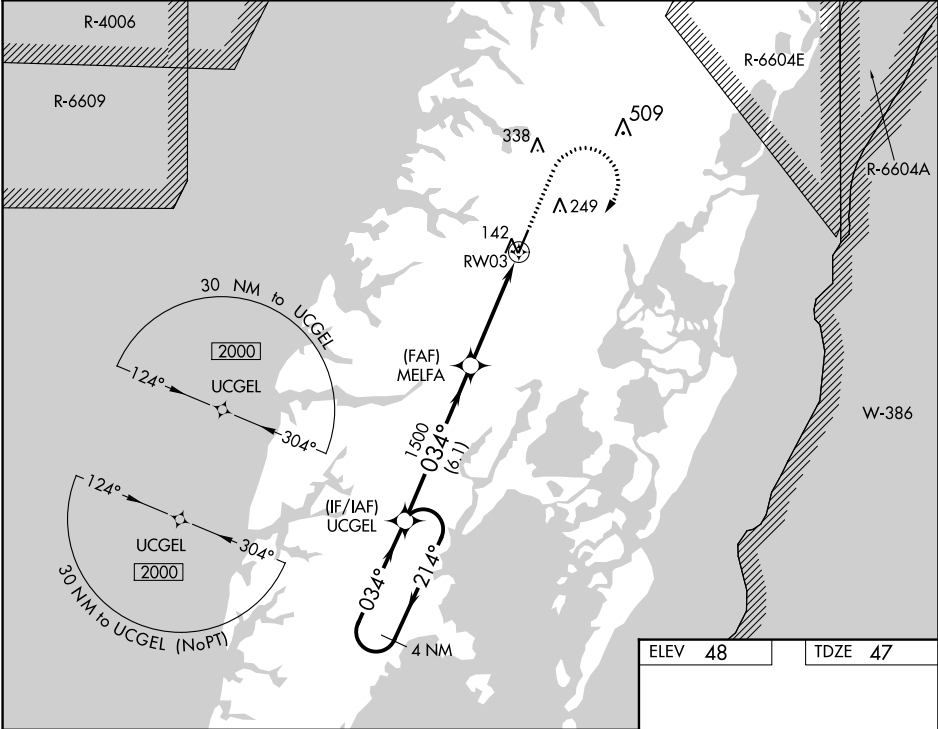 R-4006
R-6609
R-6604E
R-6604A
509
338
249
142
RW03
30 NM to UCGEL
2000
UCGEL
124°
304°
(FAF)
MELFA
W-386
1500
034°
(6.1)
(IF/IAF)
UCGEL
124°
304°
UCGEL
2000
30 NM to UCGEL (NoPT)
034°
214°
4 NM
ELEV 48
TDZE 47